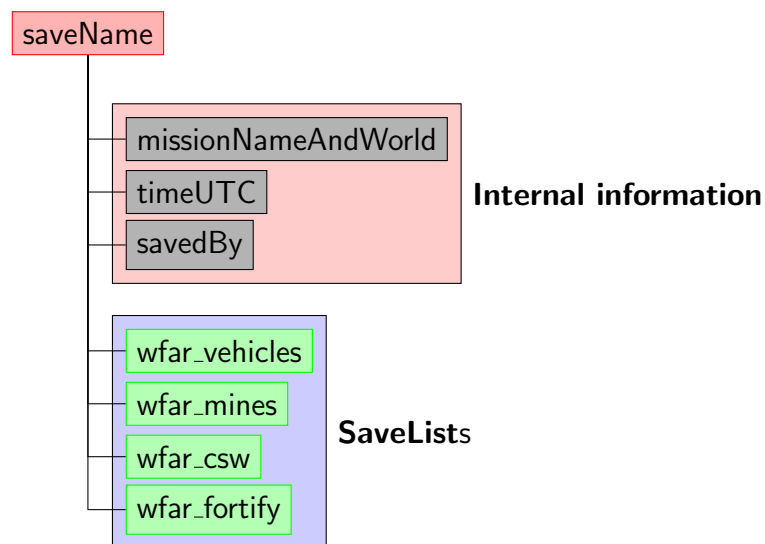 saveName
missionNameAndWorld
timeUTC
savedBy
Internal information
wfar_vehicles
wfar_mines
wfar_csw
wfar_fortify
SaveLists